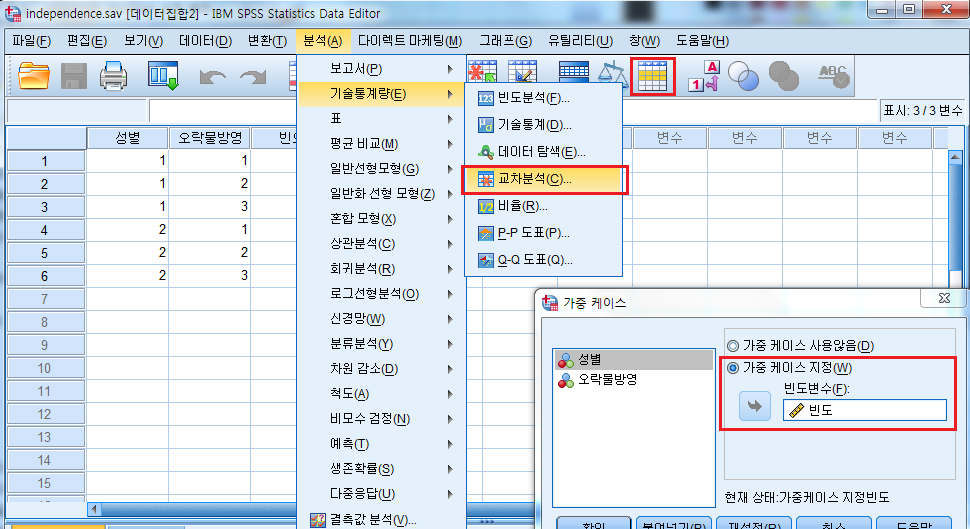 independence.sav [데이터집합2] - IBM SPSS Statistics Data Editor
파일(F) 편집(E) 보기(V) 데이터(D) 변환(T) 분석(A) 다이렉트 마케팅(M) 그래프(G) 유틸리티(U) 창(W) 도움말(H)
표시: 3 / 3 변수
성별 오락물방영 변수 변수 변수 변수
1 1 1
2 1 2
3 1 3
4 2 1
5 2 2
6 2 3
7
8
9
10
11
12
13
14
15
보고서(P)
기술통계량(E)
표
평균 비교(M)
일반선형모형(G)
일반화 선형 모형(Z)
혼합 모형(X)
상관분석(C)
회귀분석(R)
로그선형분석(O)
신경망(W)
분류분석(Y)
차원 감소(D)
척도(A)
비모수 검정(N)
예측(T)
생존확률(S)
다중응답(U)
결측값 분석(V)...
빈도분석(F)...
기술통계(D)...
데이터 탐색(E)...
교차분석(C)...
비율(R)...
P-P 도표(P)...
Q-Q 도표(Q)...
가중 케이스
성별
오락물방영
가중 케이스 사용않음(D)
가중 케이스 지정(W)
빈도변수(F):
빈도
현재 상태:가중케이스 지정빈도
확인 붙여넣기(P) 재설정(R) 취소 도움말